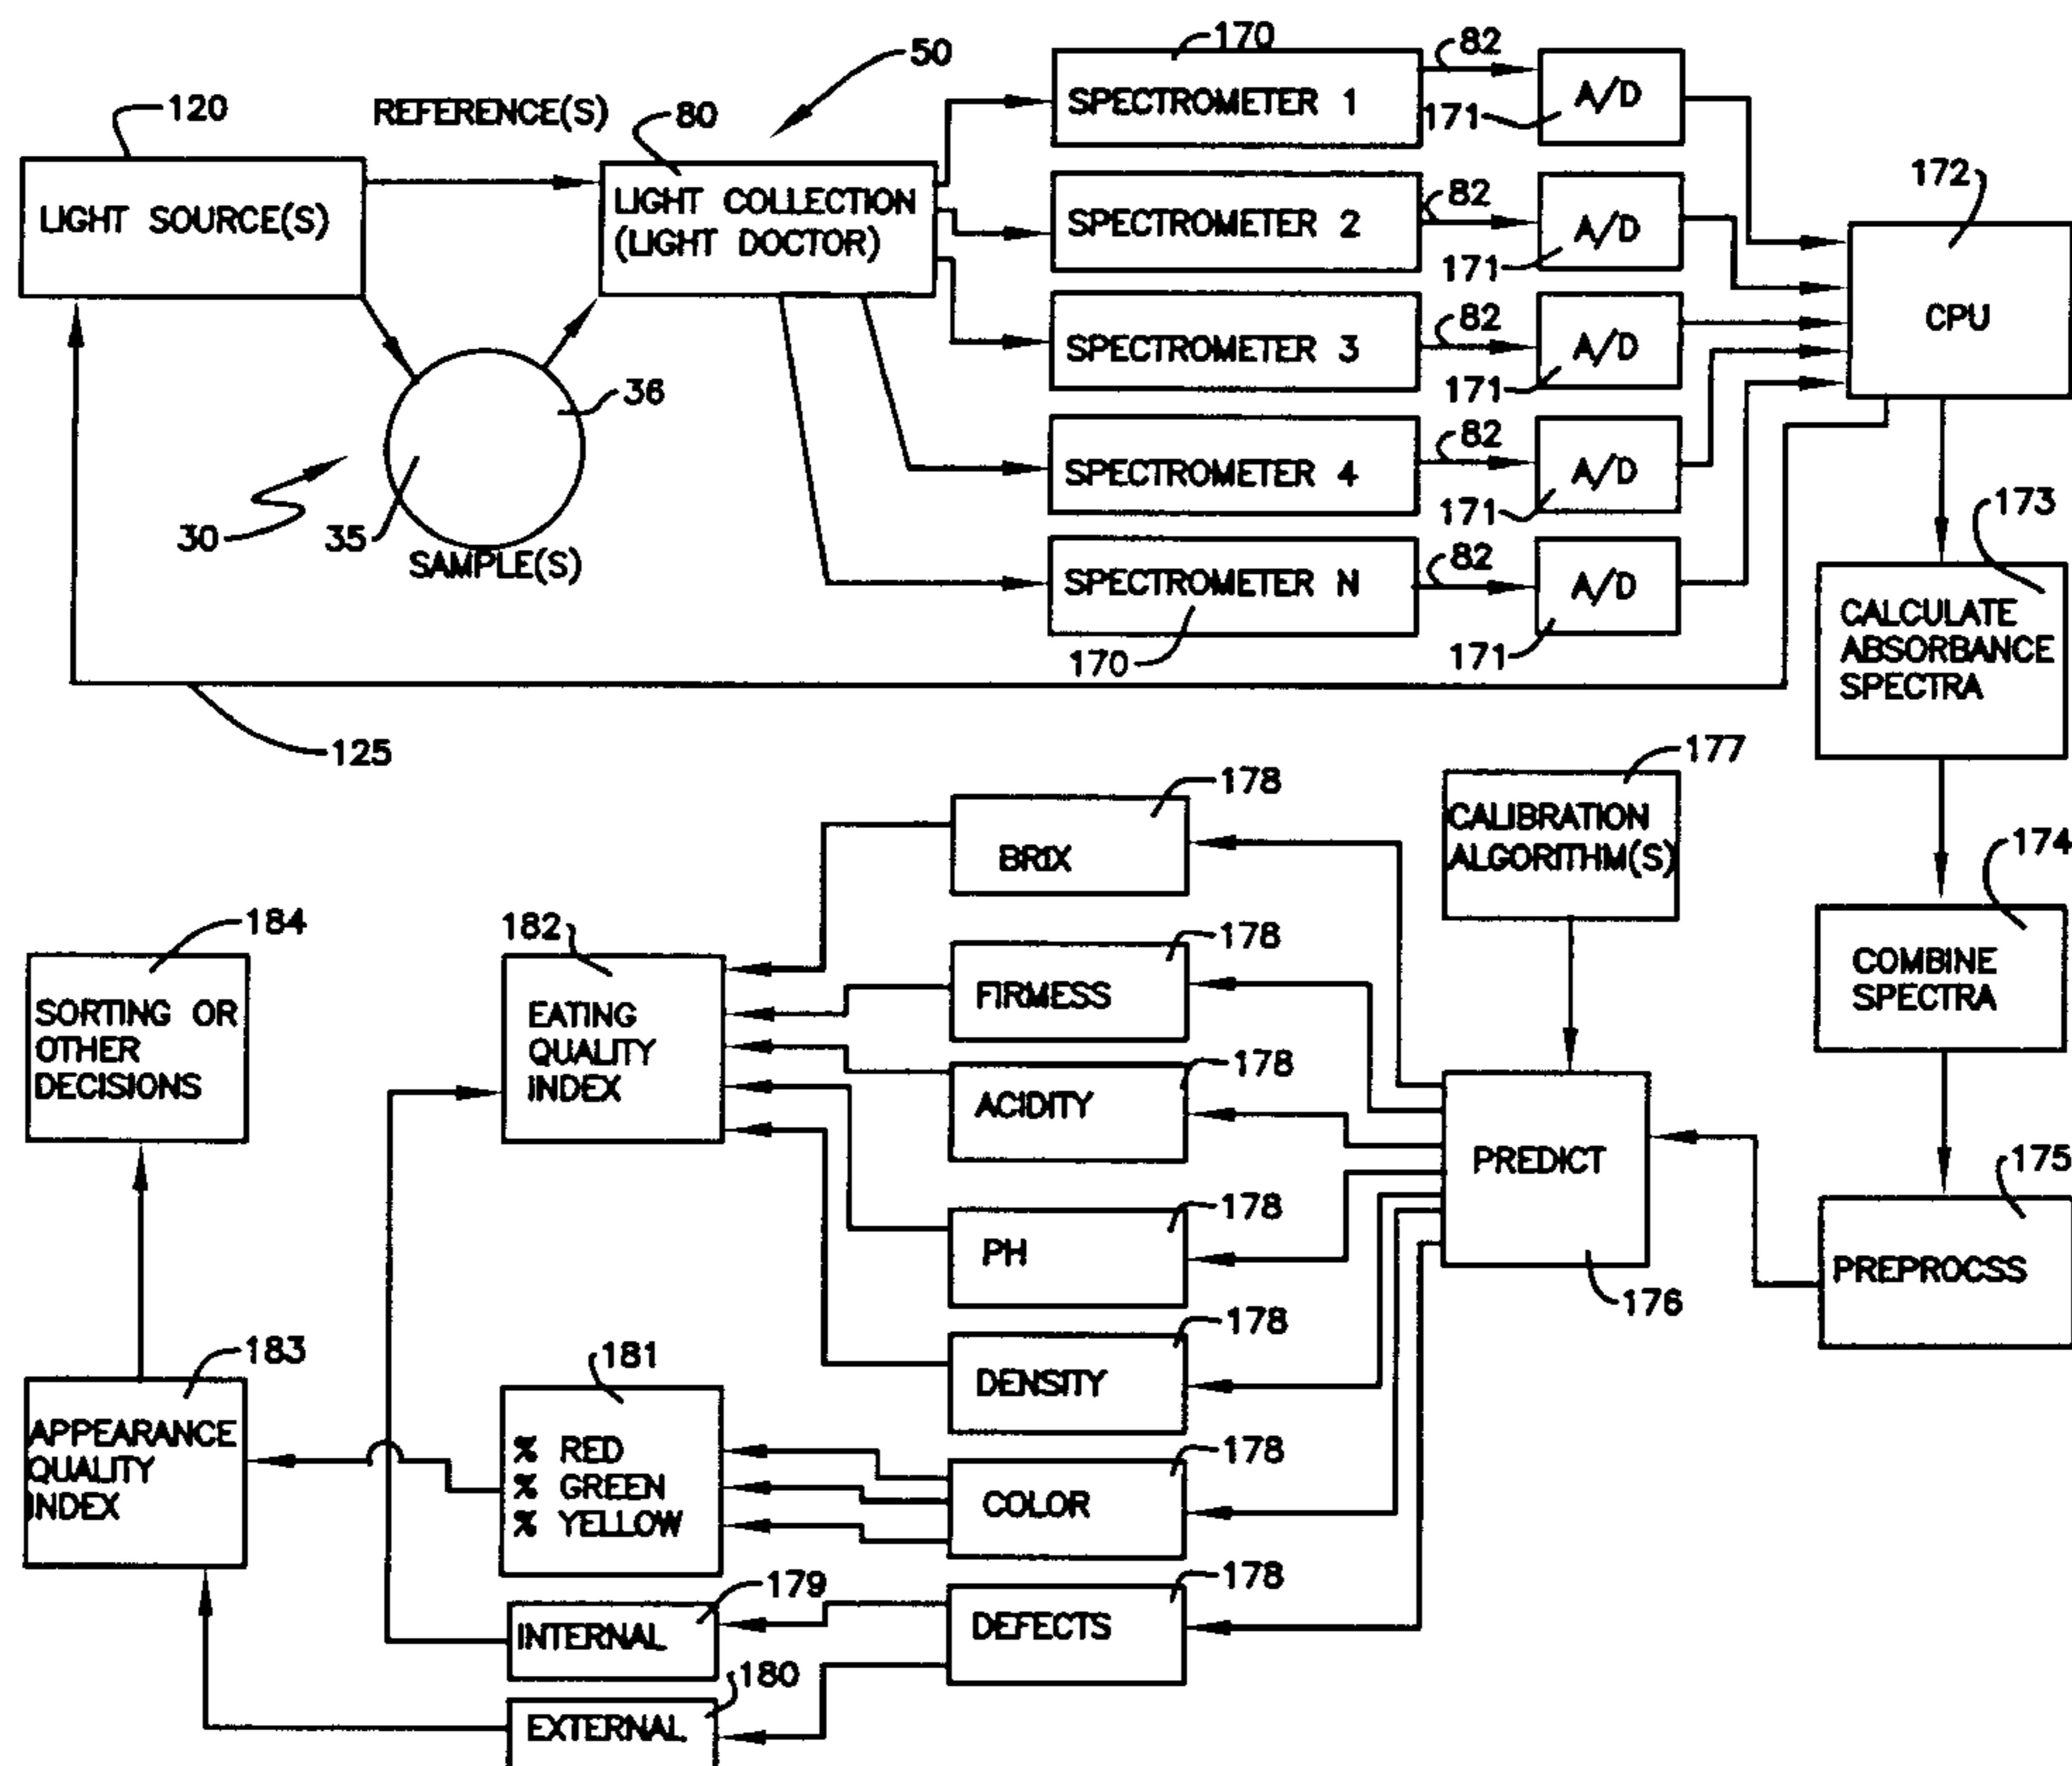 120
REFERENCE(S)
80
50
170
82
LIGHT SOURCE(S)
LIGHT COLLECTION
(LIGHT DOCTOR)
SPECTROMETER 1
171
A/D
SPECTROMETER 2
82
171
A/D
SPECTROMETER 3
82
171
A/D
SPECTROMETER 4
82
171
A/D
SPECTROMETER N
82
171
A/D
170
172
CPU
36
30
35
SAMPLE(S)
125
173
CALCULATE
ABSORBANCE
SPECTRA
174
COMBINE
SPECTRA
175
PREPROCSS
177
CALIBRATION
ALGORITHM(S)
PREDICT
176
178
BRIX
178
FIRMESS
178
ACIDITY
178
PH
178
DENSITY
178
COLOR
178
DEFECTS
182
EATING
QUALITY
INDEX
181
% RED
% GREEN
% YELLOW
179
INTERNAL
180
EXTERNAL
184
SORTING OR
OTHER
DECISIONS
183
APPEARANCE
QUALITY
INDEX